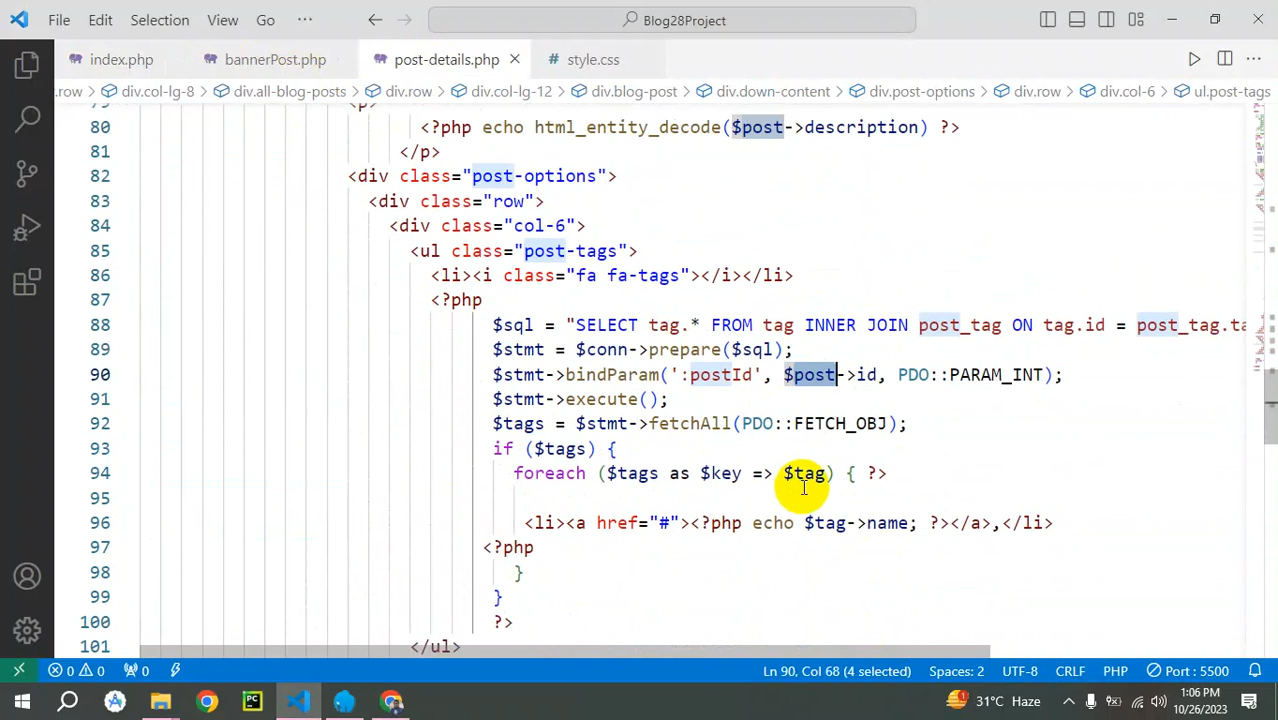 File Edit Selection View Go ··· Blog28Project
index.php bannerPost.php post-details.php # style.css
.row > div.col-lg-8 > div.all-blog-posts > div.row > div.col-lg-12 > div.blog-post > div.down-content > div.post-options > div.row > div.col-6 > ul.post-tags
79 <p>
80 <?php echo html_entity_decode($post->description) ?>
81 </p>
82 <div class="post-options">
83 <div class="row">
84 <div class="col-6">
85 <ul class="post-tags">
86 <li><i class="fa fa-tags"></i></li>
87 <?php
88 $sql = "SELECT tag.* FROM tag INNER JOIN post_tag ON tag.id = post_tag.ta
89 $stmt = $conn->prepare($sql);
90 $stmt->bindParam(':postId', $post->id, PDO::PARAM_INT);
91 $stmt->execute();
92 $tags = $stmt->fetchAll(PDO::FETCH_OBJ);
93 if ($tags) {
94 foreach ($tags as $key => $tag) { ?>
95
96 <li><a href="#"><?php echo $tag->name; ?></a>,</li>
97 <?php
98 }
99 }
100 ?>
101 </ul>
0 0 0 Ln 90, Col 68 (4 selected) Spaces: 2 UTF-8 CRLF PHP Port : 5500
PC 31°C Haze 1:06 PM
10/26/2023